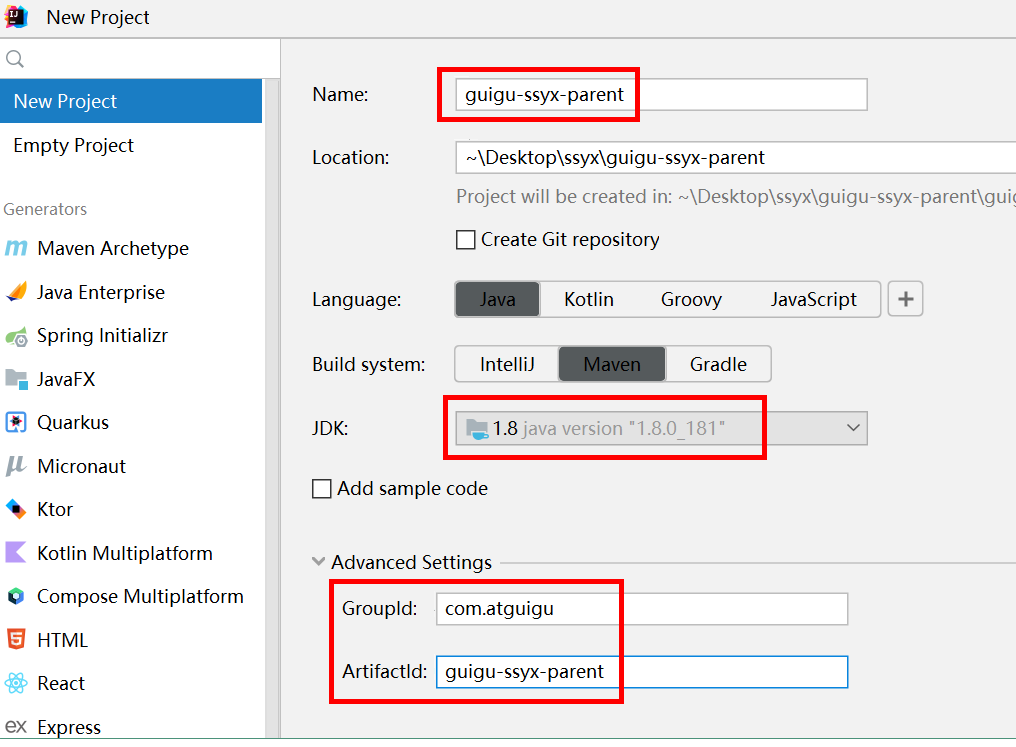 New Project
New Project
Empty Project
Generators
Maven Archetype
Java Enterprise
Spring Initializr
JavaFX
Quarkus
Micronaut
Ktor
Kotlin Multiplatform
Compose Multiplatform
HTML
React
ex Express
Name: guigu-ssyx-parent
Location: ~\Desktop\ssyx\guigu-ssyx-parent
Project will be created in: ~\Desktop\ssyx\guigu-ssyx-parent\guig
Create Git repository
Language: Java Kotlin Groovy JavaScript +
Build system: IntelliJ Maven Gradle
JDK: 1.8 java version "1.8.0_181"
Add sample code
Advanced Settings
GroupId: com.atguigu
ArtifactId: guigu-ssyx-parent